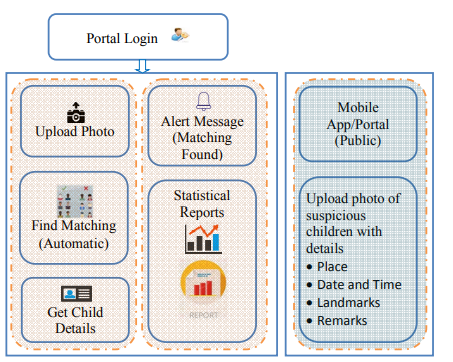 Portal Login
Upload Photo
Find Matching
(Automatic)
Get Child
Details
Alert Message
(Matching
Found)
Statistical
Reports
REPORT
Mobile
App/Portal
(Public)
Upload photo of
suspicious
children with
details
• Place
• Date and Time
• Landmarks
• Remarks